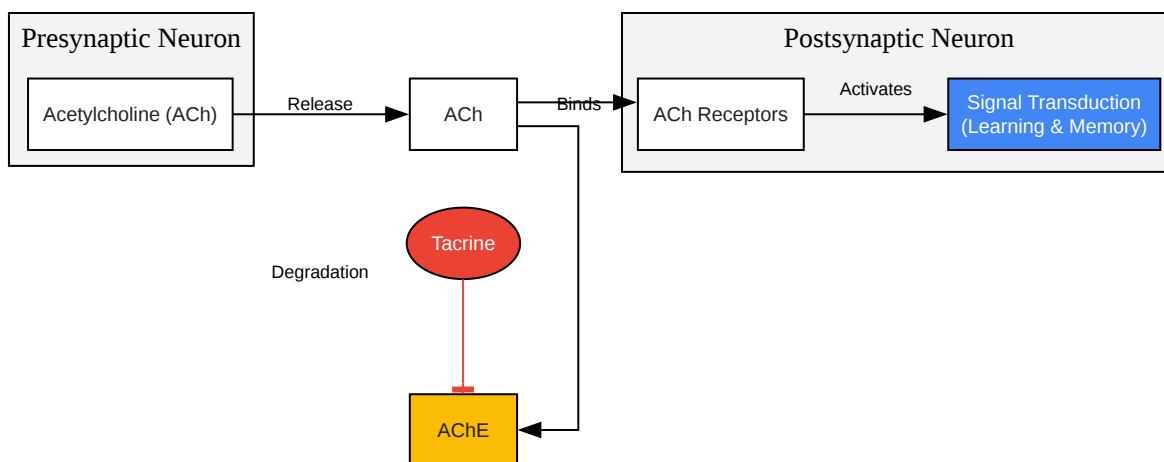 Presynaptic Neuron
Postsynaptic Neuron
Acetylcholine (ACh)
Release
ACh
Binds
ACh Receptors
Activates
Signal Transduction
(Learning & Memory)
Tacrine
Degradation
AChE